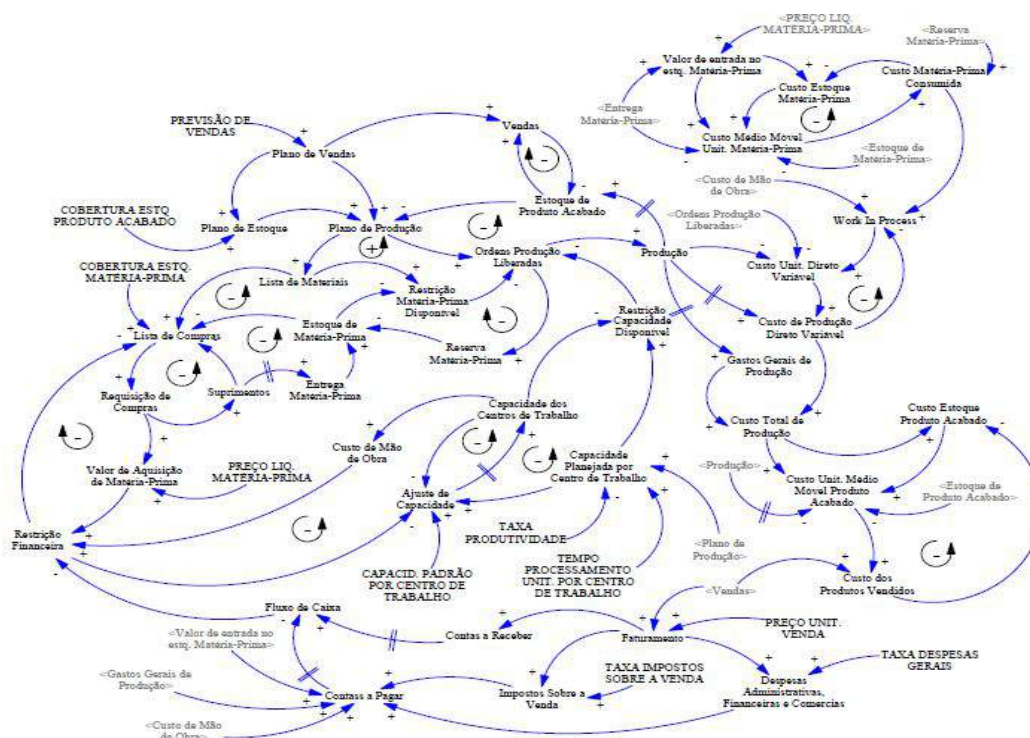 <PREÇO LIQ.
MATÉRIA-PRIMA>
<Reserva
Matéria-Prima>
Valor de entrada no
estq. Matéria-Prima
Custo Matéria-Prima
Consumida
Custo Estoque
Matéria-Prima
<Entrega
Matéria-Prima>
PREVISÃO DE
VENDAS
Vendas
Custo Médio Móvel
Unit. Matéria-Prima
Plano de Vendas
<Estoque de
Matéria-Prima>
<Custo de Mão
de Obra>
COBERTURA ESTQ
PRODUTO ACABADO
Estoque de
Produto Acabado
<Ordens Produção
Liberadas>
Work In Process
Plano de Estoque
Plano de Produção
Ordens Produção
Liberadas
Produção
Custo Unit. Direto
Variável
COBERTURA ESTQ.
MATÉRIA-PRIMA
Lista de Materiais
Restrição
Matéria-Prima
Disponível
Restrição
Capacidade
Disponível
Lista de Compras
Estoque de
Matéria-Prima
Reserva
Matéria-Prima
Custo de Produção
Direto Variável
Gastos Gerais de
Produção
Requisição de
Compras
Suprimentos
Entrega
Matéria-Prima
Capacidade dos
Centros de Trabalho
Custo Total de
Produção
Custo Estoque
Produto Acabado
Custo de Mão
de Obra
Valor de Aquisição
de Matéria-Prima
PREÇO LIQ.
MATÉRIA-PRIMA
Capacidade
Planejada por
Centro de Trabalho
<Produção>
Custo Unit. Médio
Móvel Produto
Acabado
<Estoque de
Produto Acabado>
Ajuste de
Capacidade
Restrição
Financeira
TAXA
PRODUTIVIDADE
<Plano de
Produção>
CAPACID. PADRÃO
POR CENTRO DE
TRABALHO
TEMPO
PROCESSAMENTO
UNIT. POR CENTRO
DE TRABALHO
<Vendas>
Custo dos
Produtos Vendidos
Fluxo de Caixa
<Valor de entrada no
estq. Matéria-Prima>
Contas a Receber
Faturamento
PREÇO UNIT.
VENDA
TAXA DESPESAS
GERAIS
<Gastos Gerais de
Produção>
TAXA IMPOSTOS
SOBRE A VENDA
Contass a Pagar
Impostos Sobre a
Venda
Despesas
Administrativas,
Financeiras e Comercias
<Custo de Mão
de Obra>